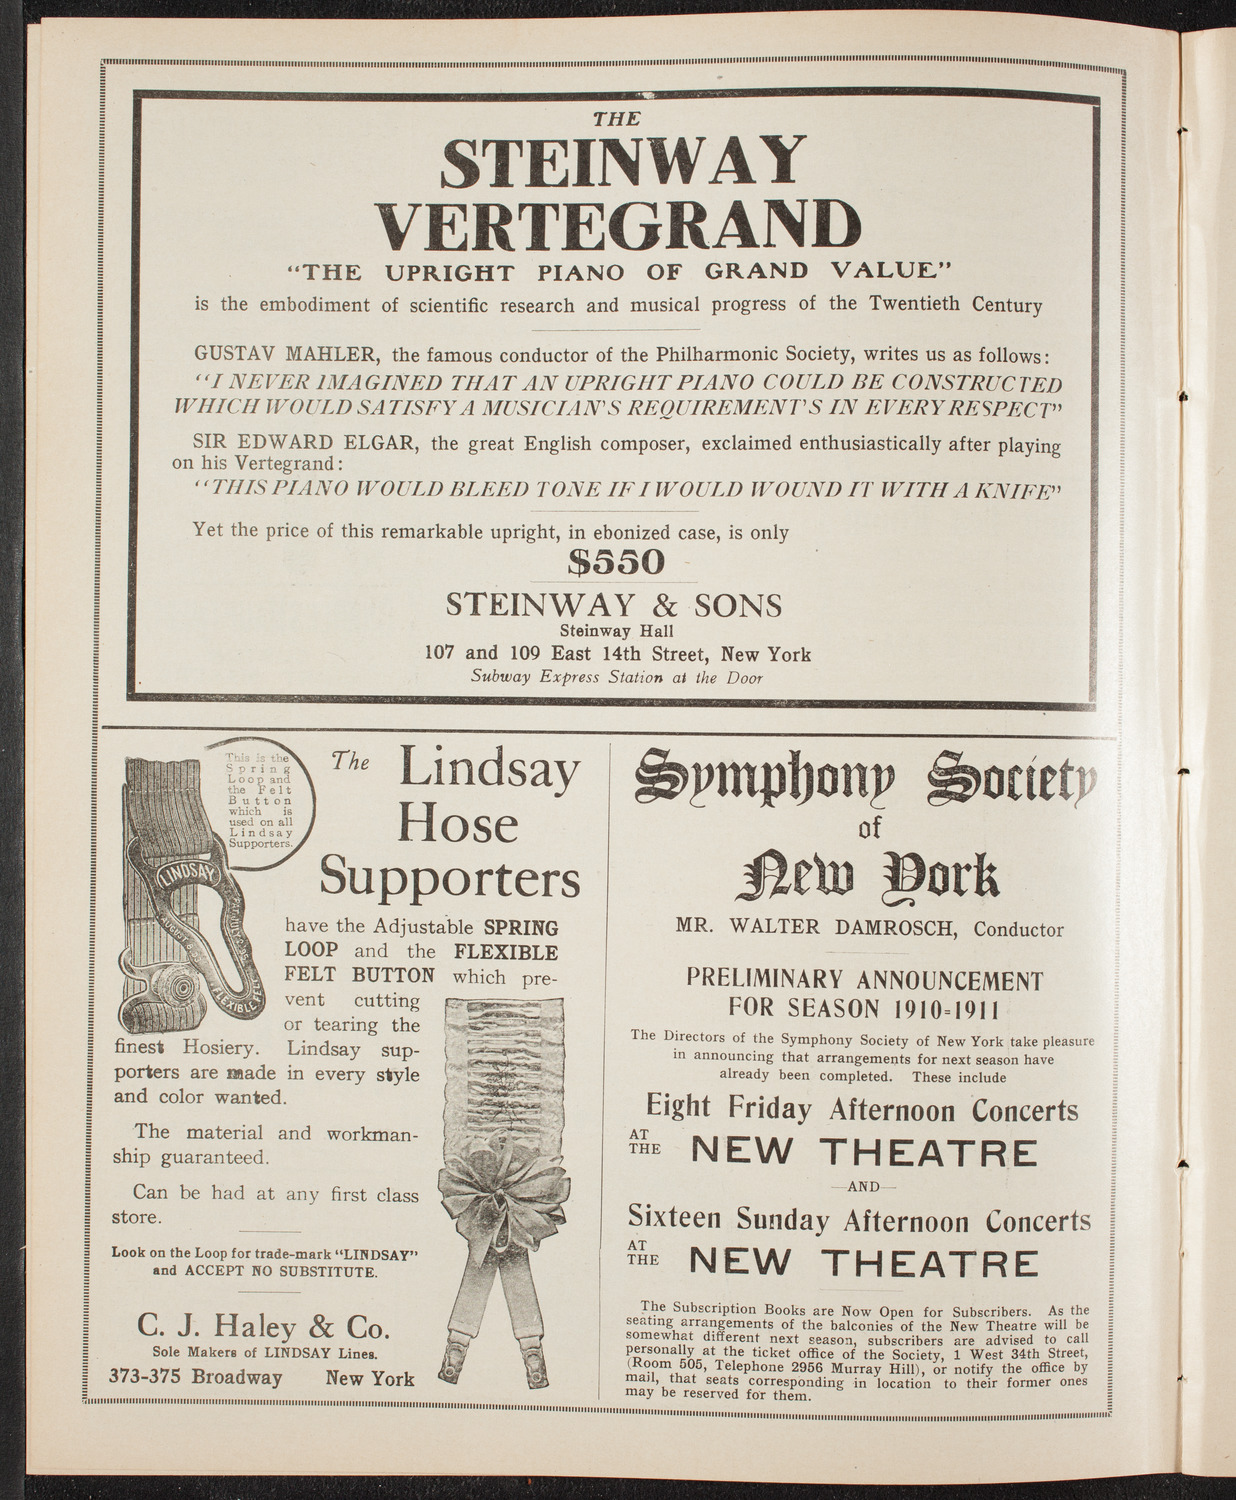 THE
STEINWAY
VERTEGRAND
“THE UPRIGHT PIANO OF GRAND VALUE”
is the embodiment of scientific research and musical progress of the Twentieth Century
GUSTAV MAHLER, the famous conductor of the Philharmonic Society, writes us as follows:
“I NEVER IMAGINED THAT AN UPRIGHT PIANO COULD BE CONSTRUCTED
WHICH WOULD SATISFY A MUSICIAN'S REQUIREMENT'S IN EVERY RESPECT”
SIR EDWARD ELGAR, the great English composer, exclaimed enthusiastically after playing
on his Vertegrand:
“THIS PIANO WOULD BLEED TONE IF I WOULD WOUND IT WITH A KNIFE”
Yet the price of this remarkable upright, in ebonized case, is only
$550
STEINWAY & SONS
Steinway Hall
107 and 109 East 14th Street, New York
Subway Express Station at the Door
This is the
Spring
Loop and
the Felt
Button
which is
used on all
Lindsay
Supporters.
LINDSAY
FLEXIBLE FELT
The Lindsay
Hose
Supporters
have the Adjustable SPRING
LOOP and the FLEXIBLE
FELT BUTTON which pre-
vent cutting
or tearing the
finest Hosiery. Lindsay sup-
porters are made in every style
and color wanted.
The material and workman-
ship guaranteed.
Can be had at any first class
store.
Look on the Loop for trade-mark “LINDSAY”
and ACCEPT NO SUBSTITUTE.
C. J. Haley & Co.
Sole Makers of LINDSAY Lines.
373-375 Broadway New York
Symphony Society
of
New York
MR. WALTER DAMROSCH, Conductor
PRELIMINARY ANNOUNCEMENT
FOR SEASON 1910-1911
The Directors of the Symphony Society of New York take pleasure
in announcing that arrangements for next season have
already been completed. These include
Eight Friday Afternoon Concerts
AT THE NEW THEATRE
—AND—
Sixteen Sunday Afternoon Concerts
AT THE NEW THEATRE
The Subscription Books are Now Open for Subscribers. As the
seating arrangements of the balconies of the New Theatre will be
somewhat different next season, subscribers are advised to call
personally at the ticket office of the Society, 1 West 34th Street,
(Room 505, Telephone 2956 Murray Hill), or notify the office by
mail, that seats corresponding in location to their former ones
may be reserved for them.